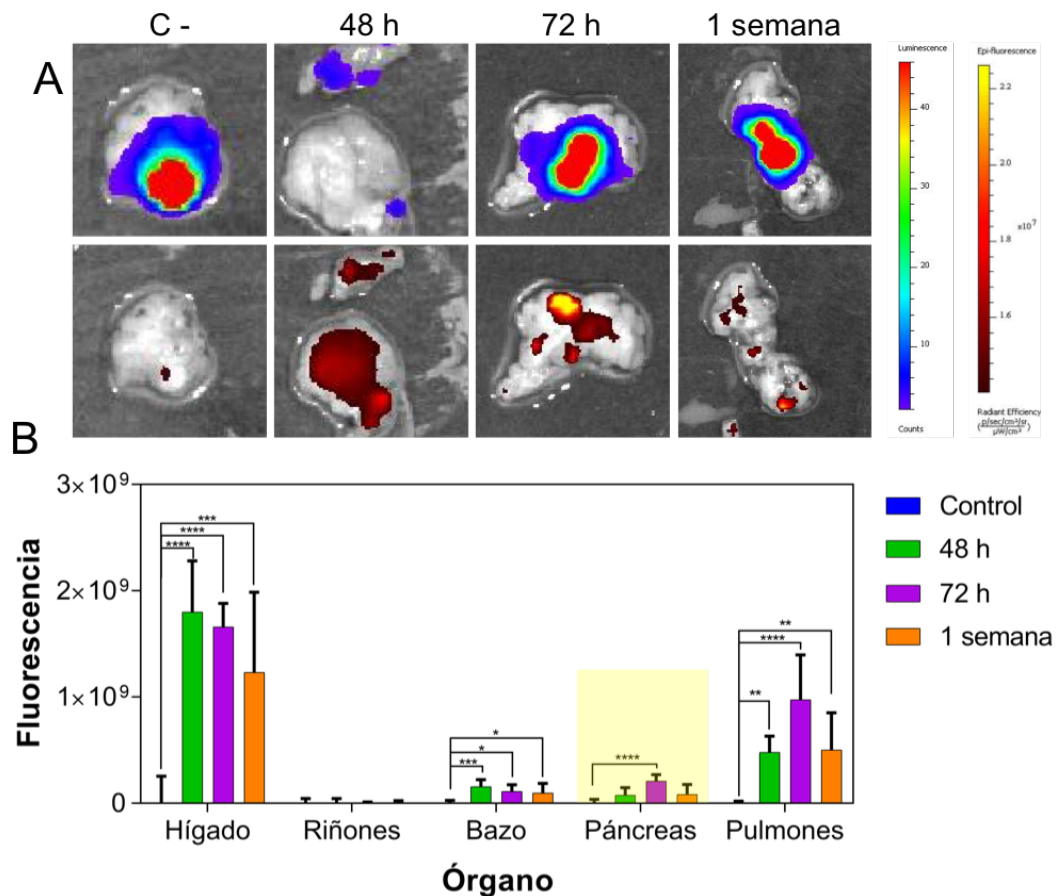 C -
48 h
72 h
1 semana
A
Luminescence
40
30
20
10
Counts
Epi-fluorescence
2.2
2.0
1.8
x10⁷
1.6
Radiant Efficiency
B
3×10⁹
2×10⁹
1×10⁹
0
Fluorescencia
***
****
****
*
*
***
****
**
****
**
Hígado
Riñones
Bazo
Páncreas
Pulmones
Órgano
Control
48 h
72 h
1 semana